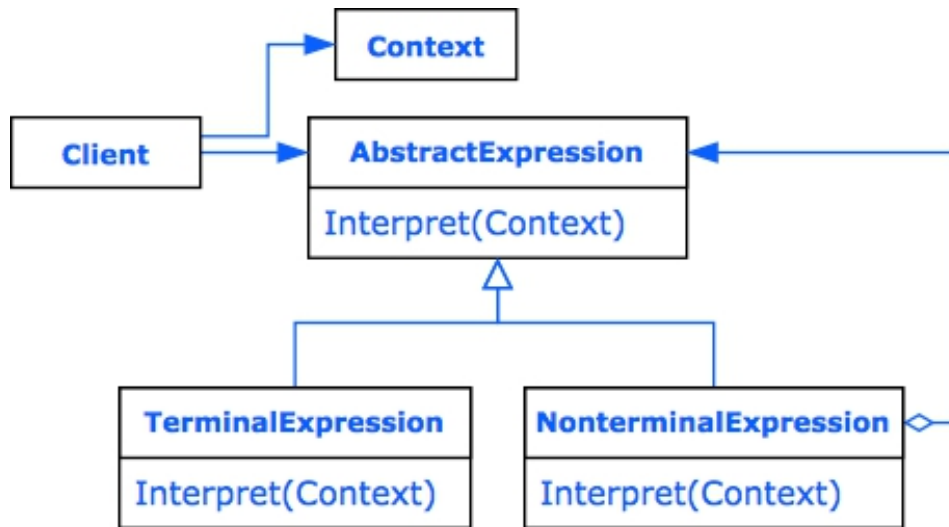 Context
Client
AbstractExpression
Interpret(Context)
TerminalExpression
NonterminalExpression
Interpret(Context)
Interpret(Context)